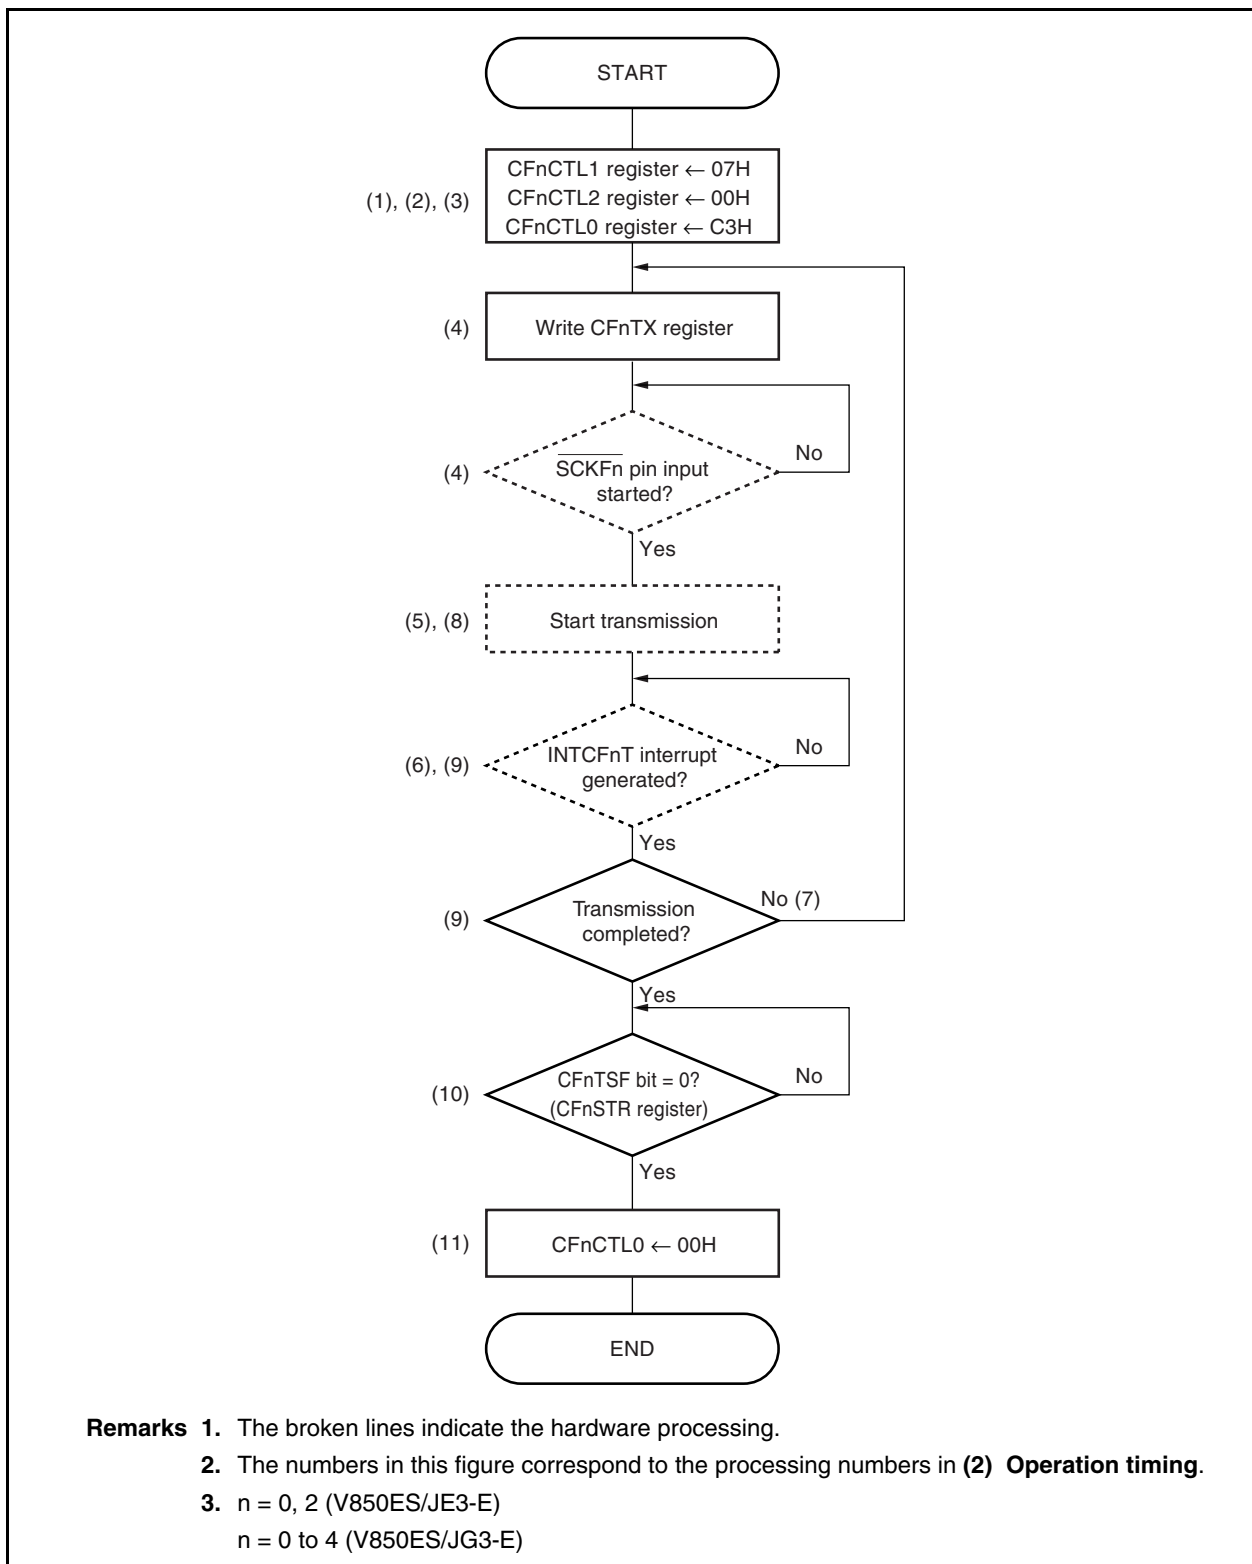 START
(1), (2), (3)
CFnCTL1 register ← 07H
CFnCTL2 register ← 00H
CFnCTL0 register ← C3H
(4)
Write CFnTX register
(4)
SCKFn pin input
started?
No
Yes
(5), (8)
Start transmission
(6), (9)
INTCFnT interrupt
generated?
No
Yes
(9)
Transmission
completed?
No (7)
Yes
(10)
CFnTSF bit = 0?
(CFnSTR register)
No
Yes
(11)
CFnCTL0 ← 00H
END
Remarks 1. The broken lines indicate the hardware processing.
2. The numbers in this figure correspond to the processing numbers in (2) Operation timing.
3. n = 0, 2 (V850ES/JE3-E)
n = 0 to 4 (V850ES/JG3-E)